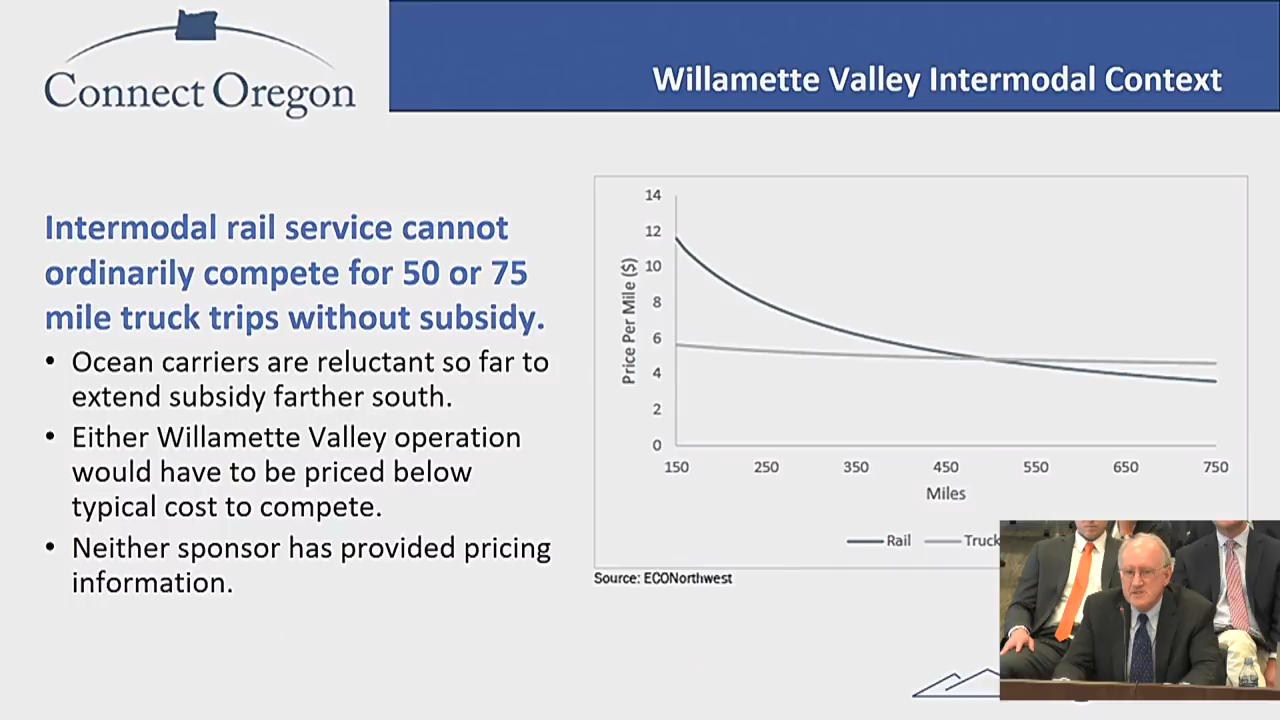 Connect Oregon
Willamette Valley Intermodal Context
Intermodal rail service cannot
ordinarily compete for 50 or 75
mile truck trips without subsidy.
• Ocean carriers are reluctant so far to
extend subsidy farther south.
• Either Willamette Valley operation
would have to be priced below
typical cost to compete.
• Neither sponsor has provided pricing
information.
Price Per Mile ($)
14
12
10
8
6
4
2
0
150 250 350 450 550 650 750
Miles
Rail Truck
Source: ECONorthwest